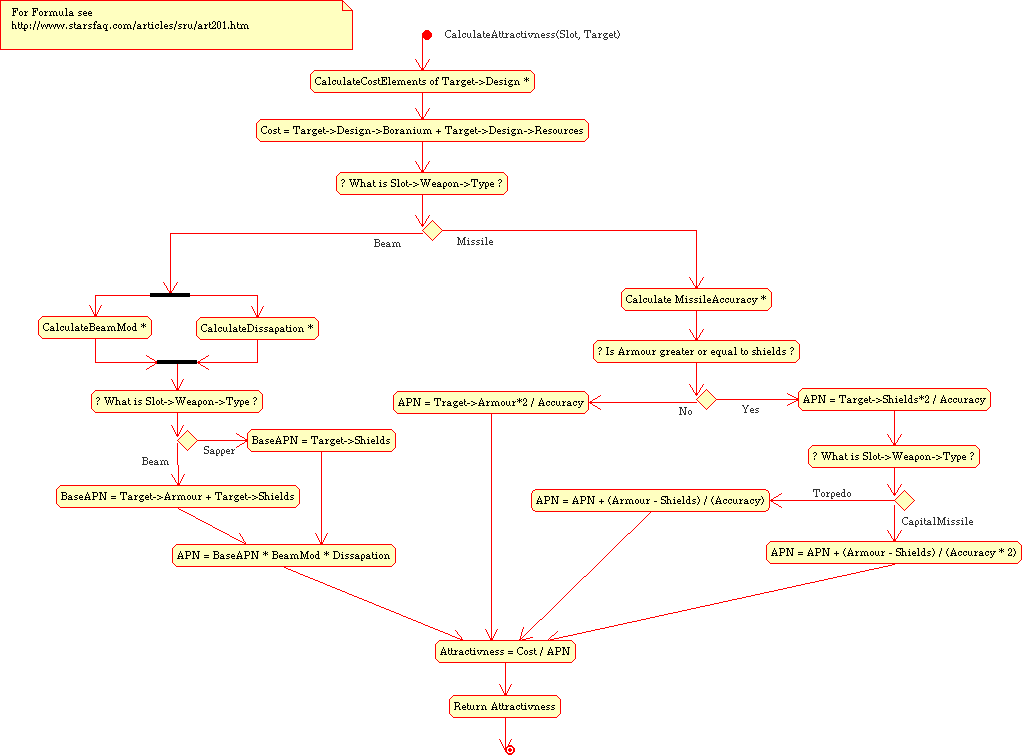 For Formula see
http://www.starsfaq.com/articles/sru/art201.htm
CalculateAttractivness(Slot, Target)
CalculateCostElements of Target->Design *
Cost = Target->Design->Boranium + Target->Design->Resources
? What is Slot->Weapon->Type ?
Beam
Missile
CalculateBeamMod *
CalculateDissapation *
? What is Slot->Weapon->Type ?
Beam
Sapper
BaseAPN = Target->Shields
BaseAPN = Target->Armour + Target->Shields
APN = BaseAPN * BeamMod * Dissapation
Calculate MissileAccuracy *
? Is Armour greater or equal to shields ?
No
Yes
APN = Traget->Armour*2 / Accuracy
APN = Target->Shields*2 / Accuracy
? What is Slot->Weapon->Type ?
Torpedo
CapitalMissile
APN = APN + (Armour - Shields) / (Accuracy)
APN = APN + (Armour - Shields) / (Accuracy * 2)
Attractivness = Cost / APN
Return Attractivness